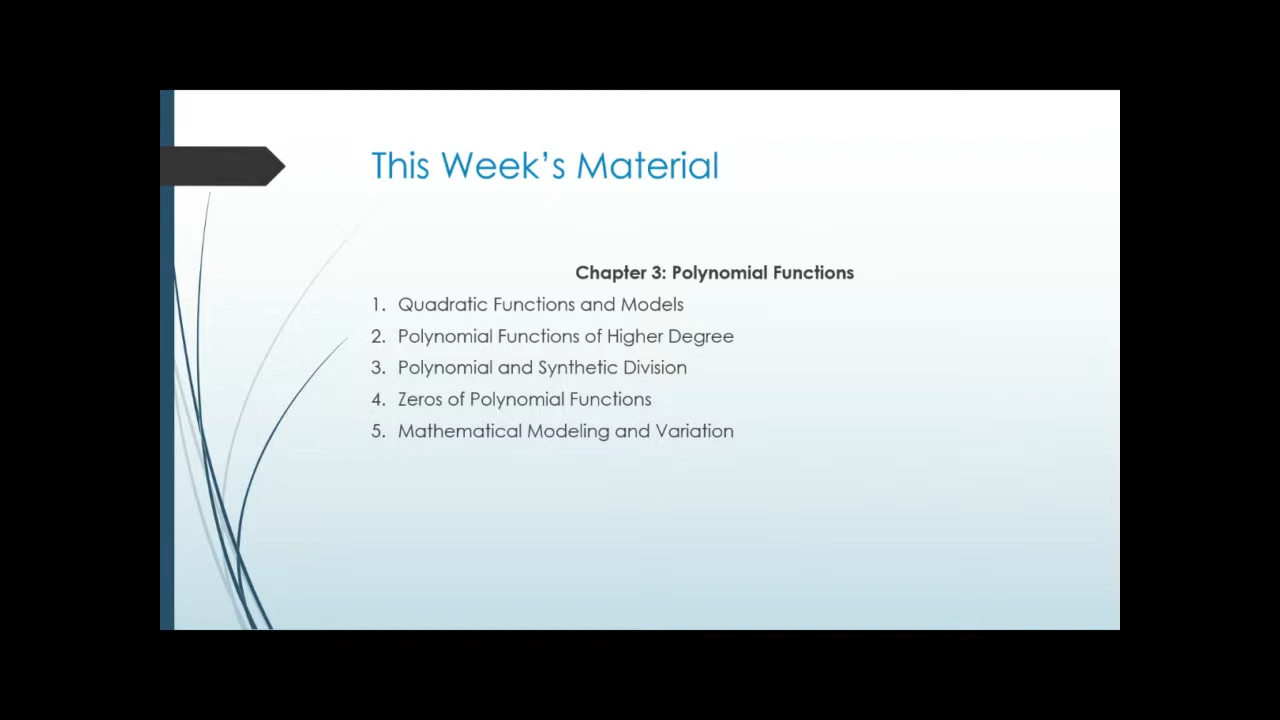 This Week's Material
Chapter 3: Polynomial Functions
1. Quadratic Functions and Models
2. Polynomial Functions of Higher Degree
3. Polynomial and Synthetic Division
4. Zeros of Polynomial Functions
5. Mathematical Modeling and Variation